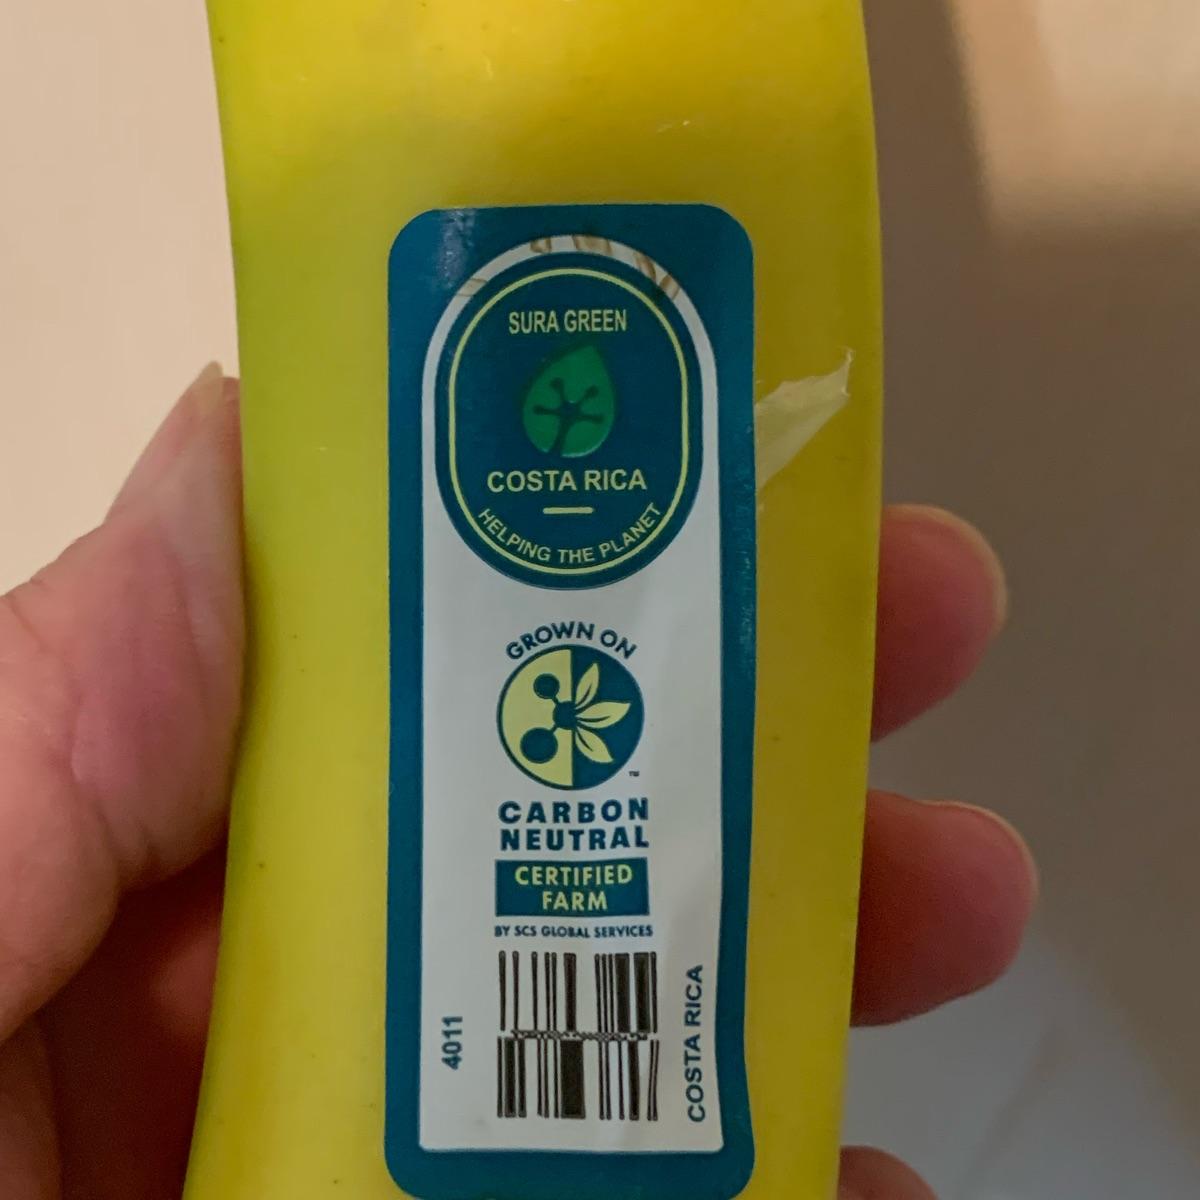 SURA GREEN
COSTA RICA
HELPING THE PLANET
GROWN ON
CARBON
NEUTRAL
™
CERTIFIED
FARM
BY SCS GLOBAL SERVICES
4011
COSTA RICA